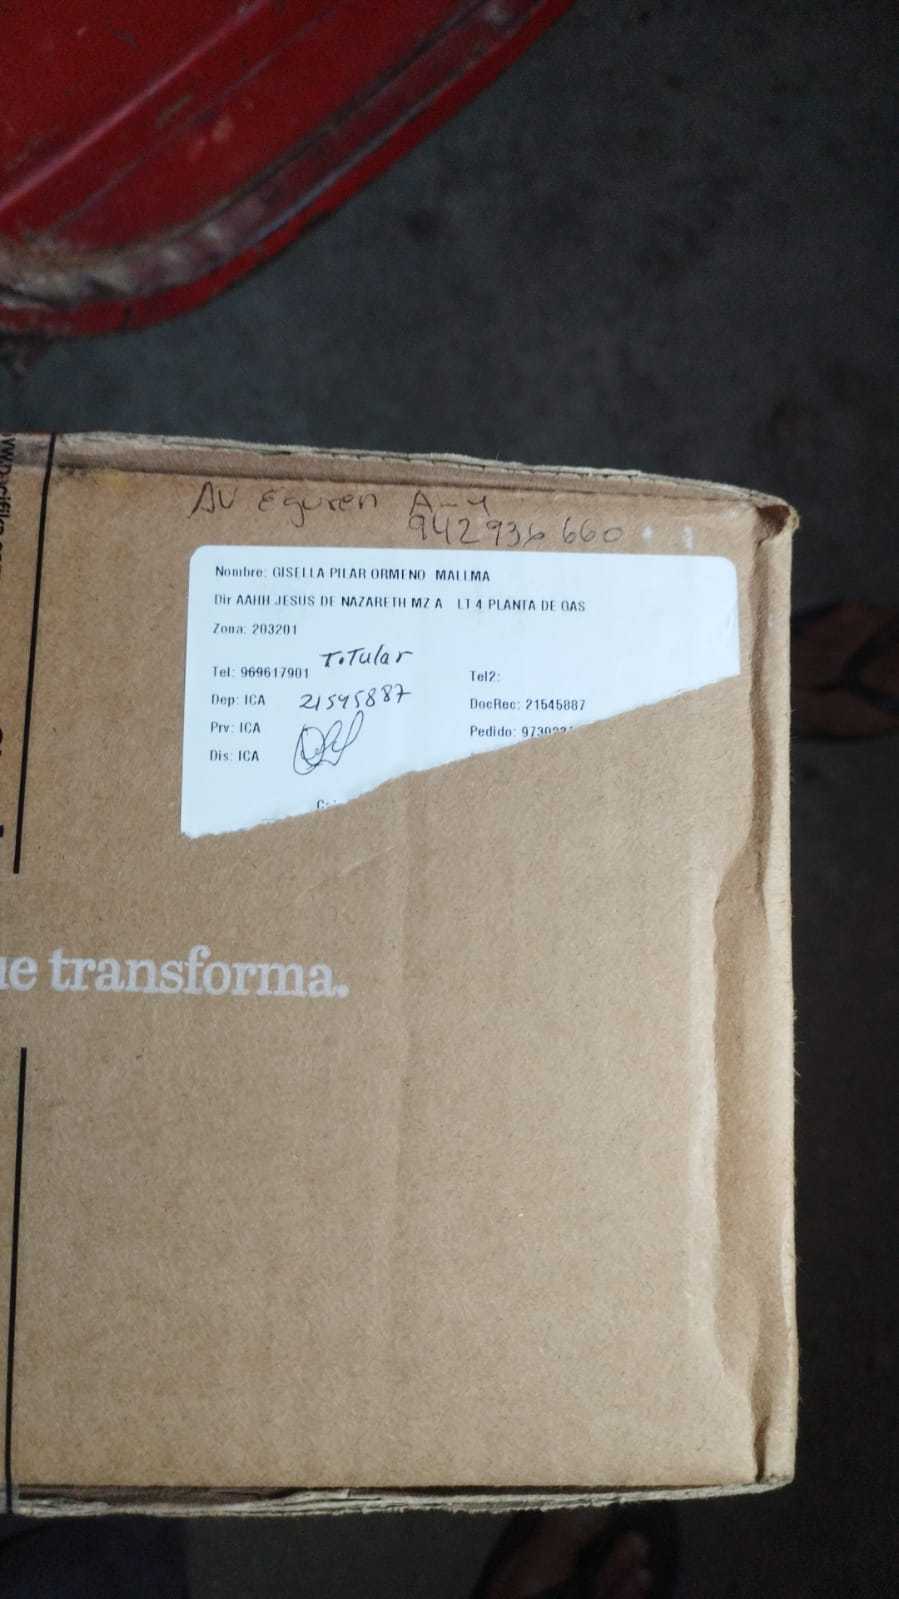 AV Eguren A-4
942936660
Nombre: GISELLA PILAR ORMENO MALLMA
Dir AAHH JESUS DE NAZARETH MZ A LT 4 PLANTA DE GAS
Zona: 203201
Tel: 969617901 TiTular Tel2:
Dep: ICA 21545887 DocRec: 21545887
Prv: ICA Pedido:
Dis: ICA
transforma.